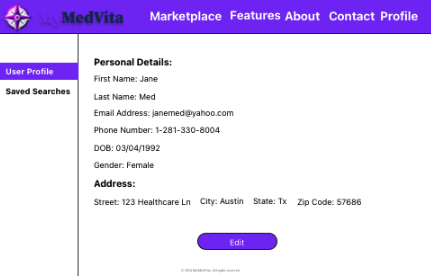 MyMedVita Marketplace Features About Contact Profile
User Profile
Saved Searches
Personal Details:
First Name: Jane
Last Name: Med
Email Address: janemed@yahoo.com
Phone Number: 1-281-330-8004
DOB: 03/04/1992
Gender: Female
Address:
Street: 123 Healthcare Ln City: Austin State: Tx Zip Code: 57686
Edit